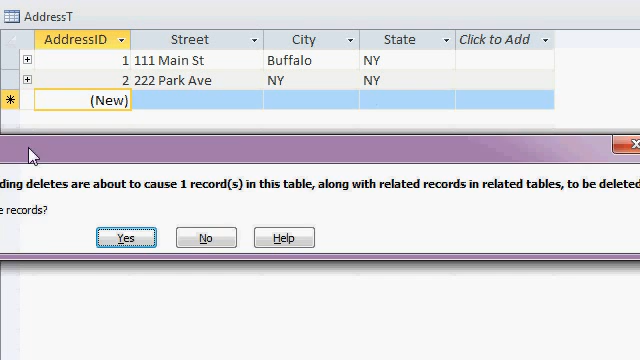 AddressT
AddressID Street City State Click to Add
1 111 Main St Buffalo NY
2 222 Park Ave NY NY
(New)
deletes are about to cause 1 record(s) in this table, along with related records in related tables, to be deleted
records?
Yes No Help